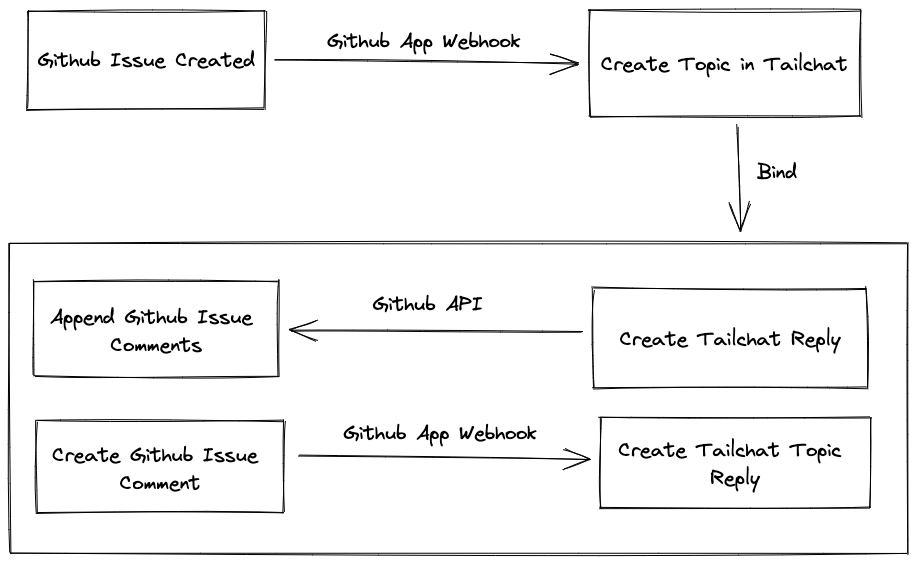 Github Issue Created
Github App Webhook
Create Topic in Tailchat
Bind
Append Github Issue
Comments
Github API
Create Tailchat Reply
Create Github Issue
Comment
Github App Webhook
Create Tailchat Topic
Reply